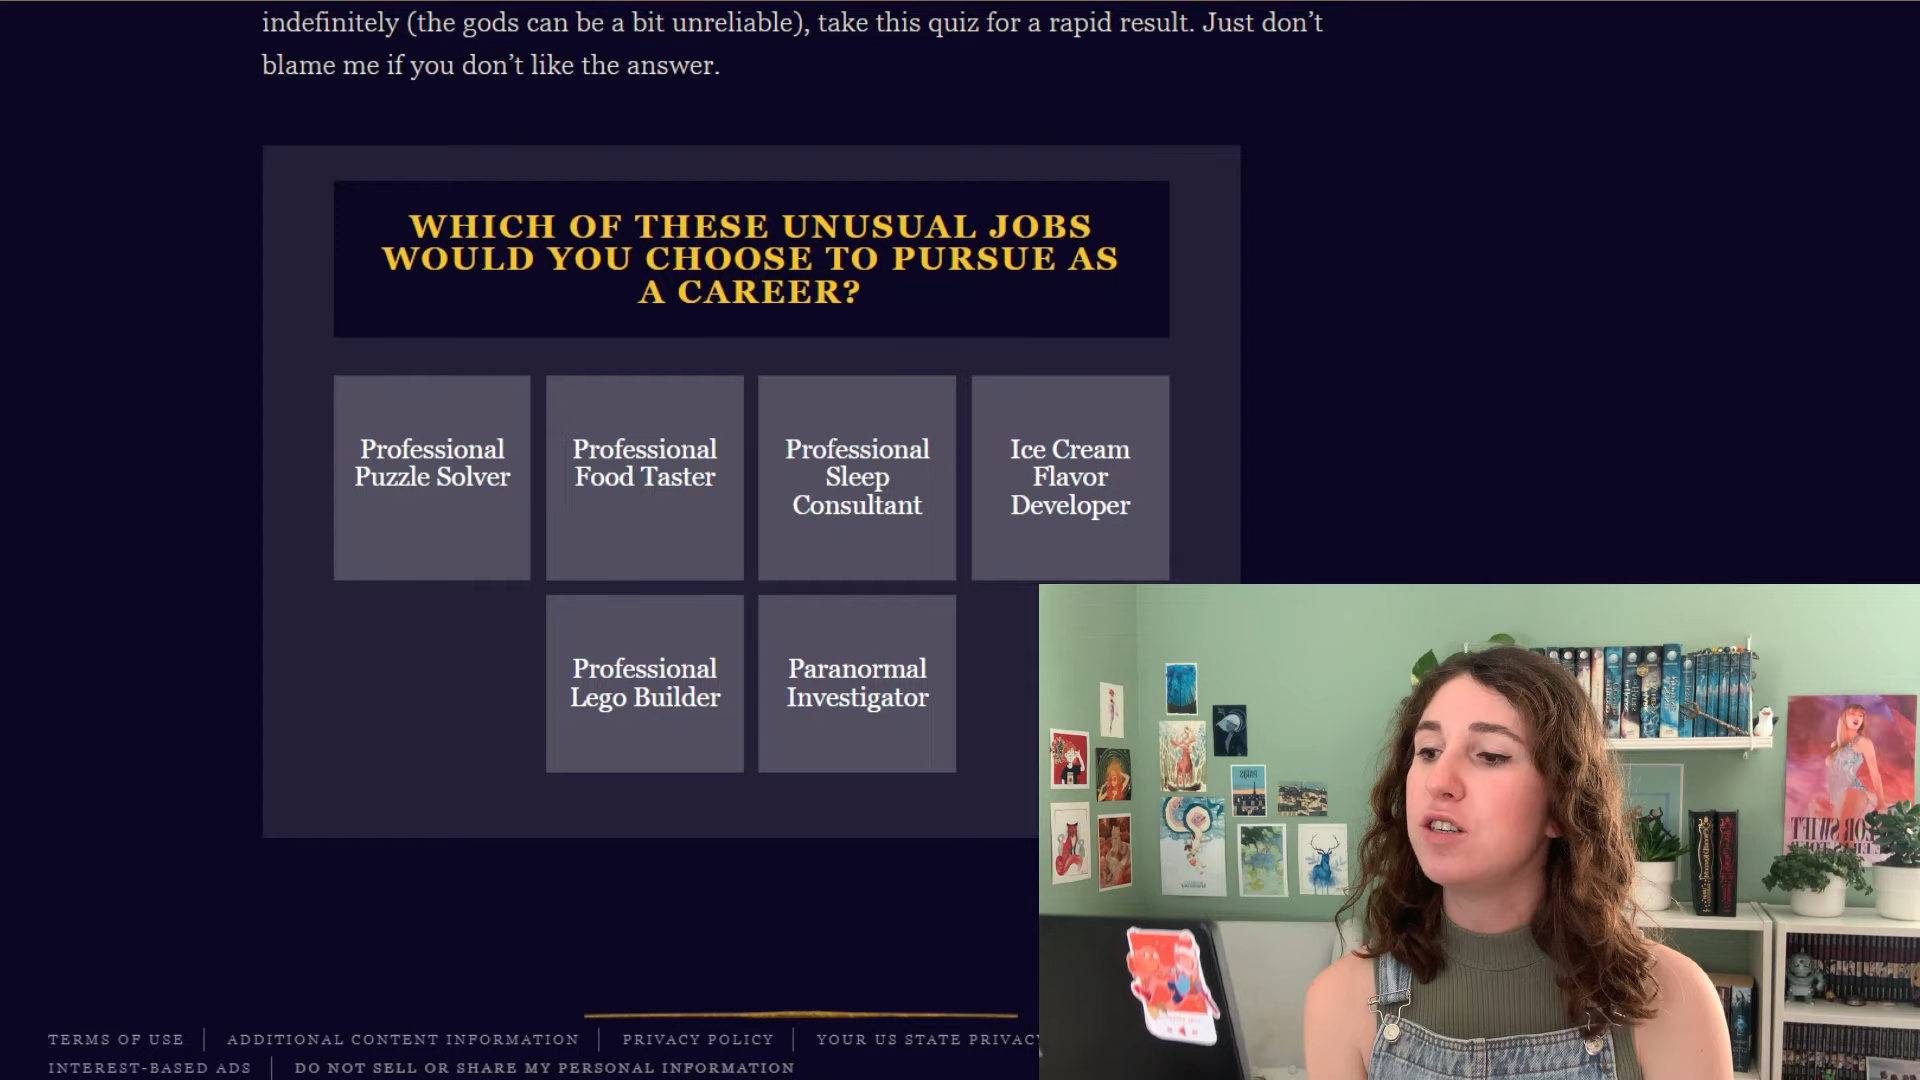 indefinitely (the gods can be a bit unreliable), take this quiz for a rapid result. Just don’t
blame me if you don’t like the answer.
WHICH OF THESE UNUSUAL JOBS
WOULD YOU CHOOSE TO PURSUE AS
A CAREER?
Professional
Puzzle Solver
Professional
Food Taster
Professional
Sleep
Consultant
Ice Cream
Flavor
Developer
Professional
Lego Builder
Paranormal
Investigator
PARIS
TERMS OF USE
ADDITIONAL CONTENT INFORMATION
PRIVACY POLICY
YOUR US STATE PRIVAC
INTEREST-BASED ADS
DO NOT SELL OR SHARE MY PERSONAL INFORMATION